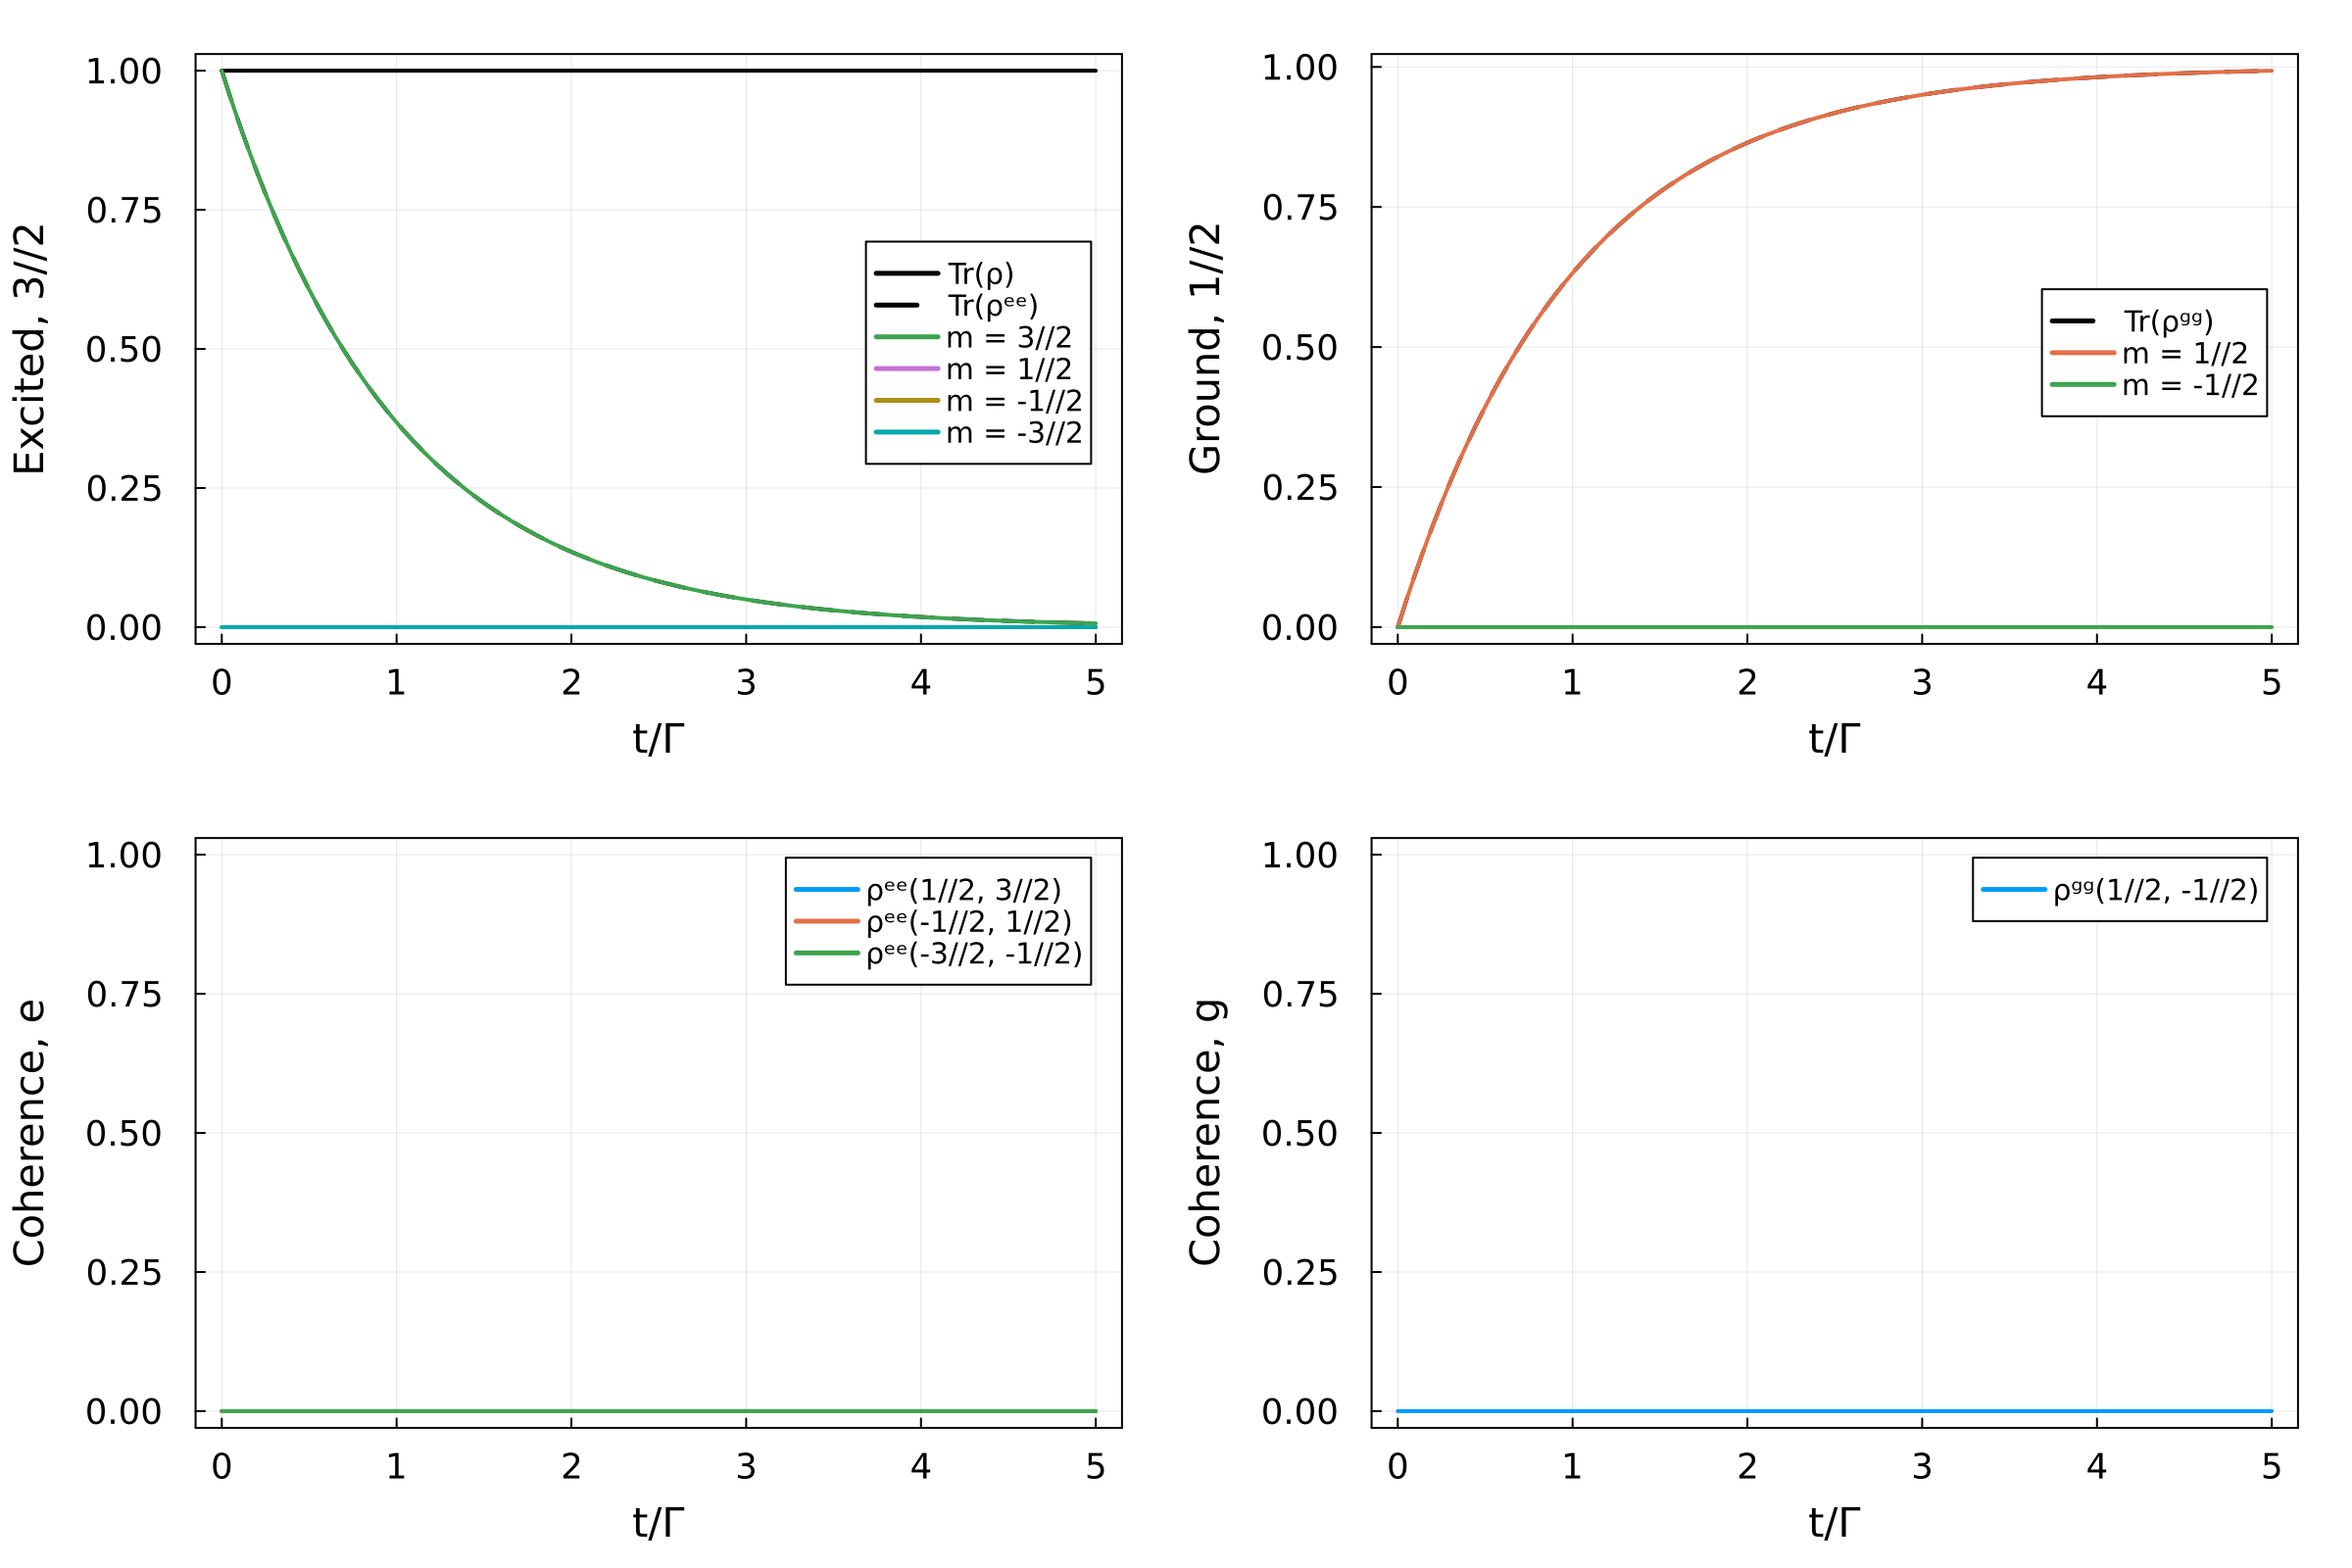 Excited, 3//2
1.00
0.75
0.50
0.25
0.00
Tr(ρ)
Tr(ρᵉᵉ)
m = 3//2
m = 1//2
m = -1//2
m = -3//2
0 1 2 3 4 5
t/Γ
Ground, 1//2
1.00
0.75
0.50
0.25
0.00
Tr(ρᵍᵍ)
m = 1//2
m = -1//2
0 1 2 3 4 5
t/Γ
Coherence, e
1.00
0.75
0.50
0.25
0.00
ρᵉᵉ(1//2, 3//2)
ρᵉᵉ(-1//2, 1//2)
ρᵉᵉ(-3//2, -1//2)
0 1 2 3 4 5
t/Γ
Coherence, g
1.00
0.75
0.50
0.25
0.00
ρᵍᵍ(1//2, -1//2)
0 1 2 3 4 5
t/Γ